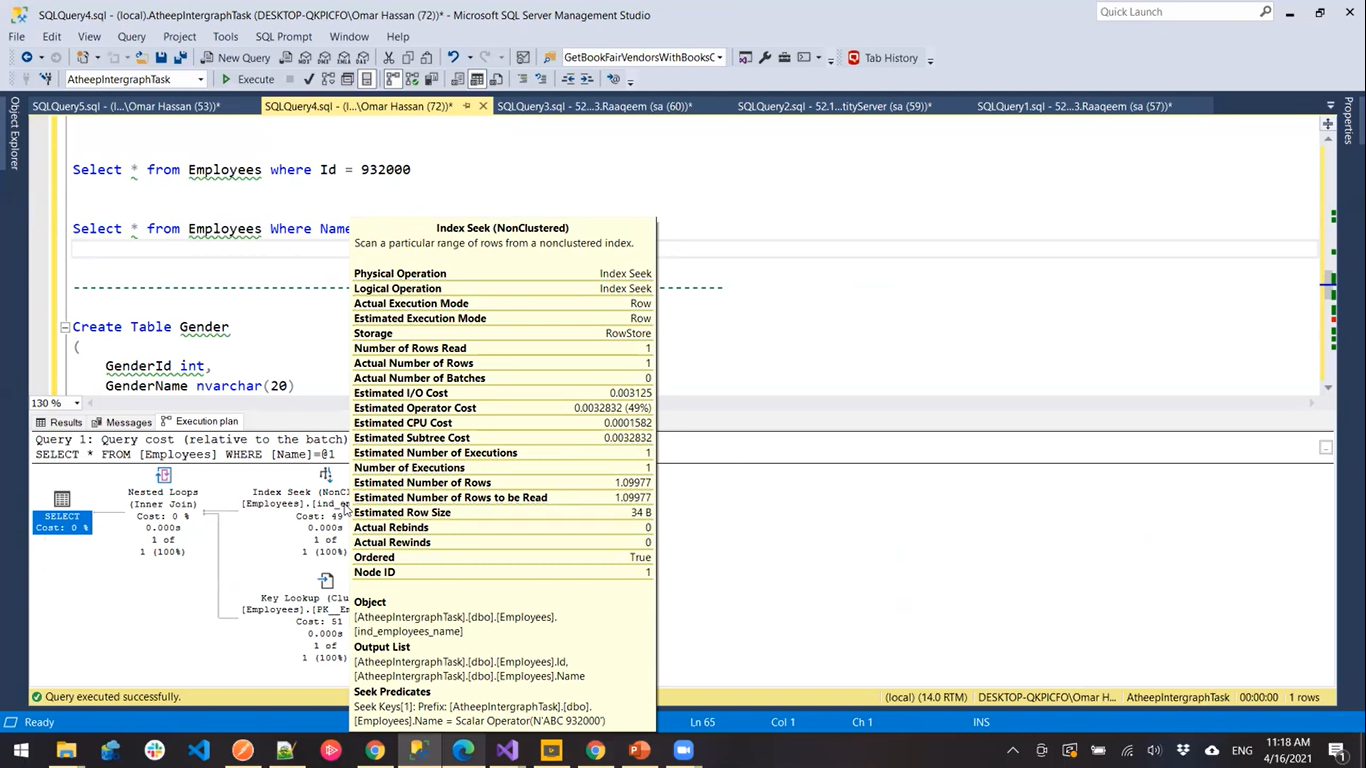 SQLQuery4.sql - (local).AtheepIntergraphTask (DESKTOP-QKPICFO\Omar Hassan (72))* - Microsoft SQL Server Management Studio
Quick Launch
File Edit View Query Project Tools SQL Prompt Window Help
New Query GetBookFairVendorsWithBooksC Tab History
AtheepIntergraphTask Execute
SQLQuery5.sql - (l...\Omar Hassan (53))* SQLQuery4.sql - (l...\Omar Hassan (72))* SQLQuery3.sql - 52...3.Raaqeem (sa (60))* SQLQuery2.sql - 52.1...tityServer (sa (59))* SQLQuery1.sql - 52...3.Raaqeem (sa (57))*
Object Explorer
Properties
Select * from Employees where Id = 932000
Select * from Employees Where Name
--------------------------------------------------------------------------------
Create Table Gender
(
GenderId int,
GenderName nvarchar(20)
130 %
Results Messages Execution plan
Query 1: Query cost (relative to the batch)
SELECT * FROM [Employees] WHERE [Name]=@1
SELECT
Cost: 0 %
Nested Loops
(Inner Join)
Cost: 0 %
0.000s
1 of
1 (100%)
Index Seek (NonCl
[Employees].[ind_e
Cost: 49
0.000s
1 of
1 (100%)
Key Lookup (Clu
[Employees].[PK__Em
Cost: 51
0.000s
1 of
1 (100%)
Index Seek (NonClustered)
Scan a particular range of rows from a nonclustered index.
Physical Operation Index Seek
Logical Operation Index Seek
Actual Execution Mode Row
Estimated Execution Mode Row
Storage RowStore
Number of Rows Read 1
Actual Number of Rows 1
Actual Number of Batches 0
Estimated I/O Cost 0.003125
Estimated Operator Cost 0.0032832 (49%)
Estimated CPU Cost 0.0001582
Estimated Subtree Cost 0.0032832
Estimated Number of Executions 1
Number of Executions 1
Estimated Number of Rows 1.09977
Estimated Number of Rows to be Read 1.09977
Estimated Row Size 34 B
Actual Rebinds 0
Actual Rewinds 0
Ordered True
Node ID 1
Object
[AtheepIntergraphTask].[dbo].[Employees].
[ind_employees_name]
Output List
[AtheepIntergraphTask].[dbo].[Employees].Id,
[AtheepIntergraphTask].[dbo].[Employees].Name
Seek Predicates
Seek Keys[1]: Prefix: [AtheepIntergraphTask].[dbo].
[Employees].Name = Scalar Operator(N'ABC 932000')
Query executed successfully. (local) (14.0 RTM) DESKTOP-QKPICFO\Omar H... AtheepIntergraphTask 00:00:00 1 rows
Ready Ln 65 Col 1 Ch 1 INS
ENG
11:18 AM
4/16/2021